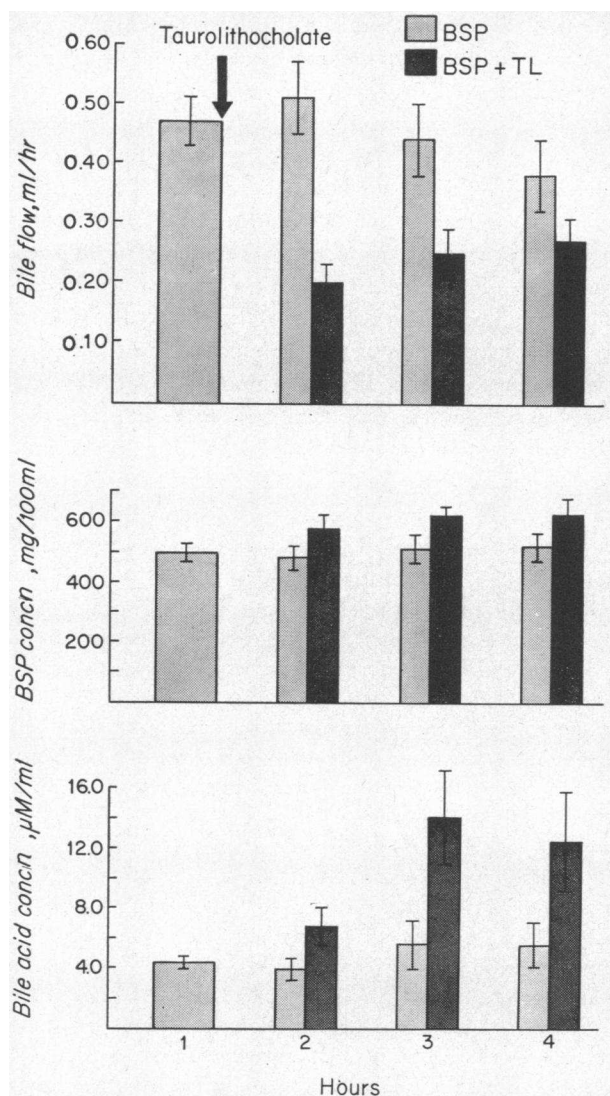 Taurolithocholate
BSP
BSP + TL
0.60
0.50
0.40
0.30
0.20
0.10
Bile flow, ml/hr
600
400
200
BSP concn , mg/100ml
16.0
12.0
8.0
4.0
Bile acid concn , μM/ml
1 2 3 4
Hours